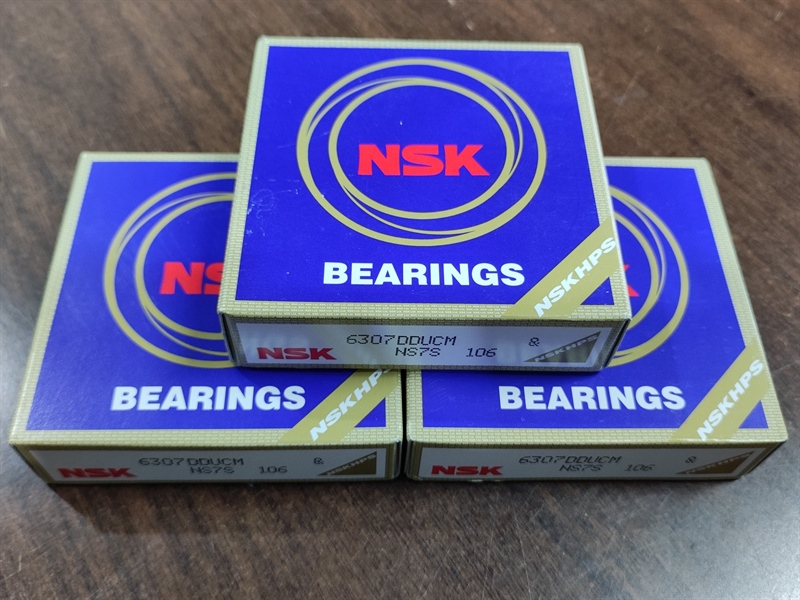 NSK
BEARINGS
NSKHPS
NSK
6307DDUCM &
NS7S 106
NSK
BEARINGS
NSKHPS
NSK
6307DDUCM &
NS7S 106
BEARINGS
NSKHPS
NSK
6307DDUCM &
NS7S 106